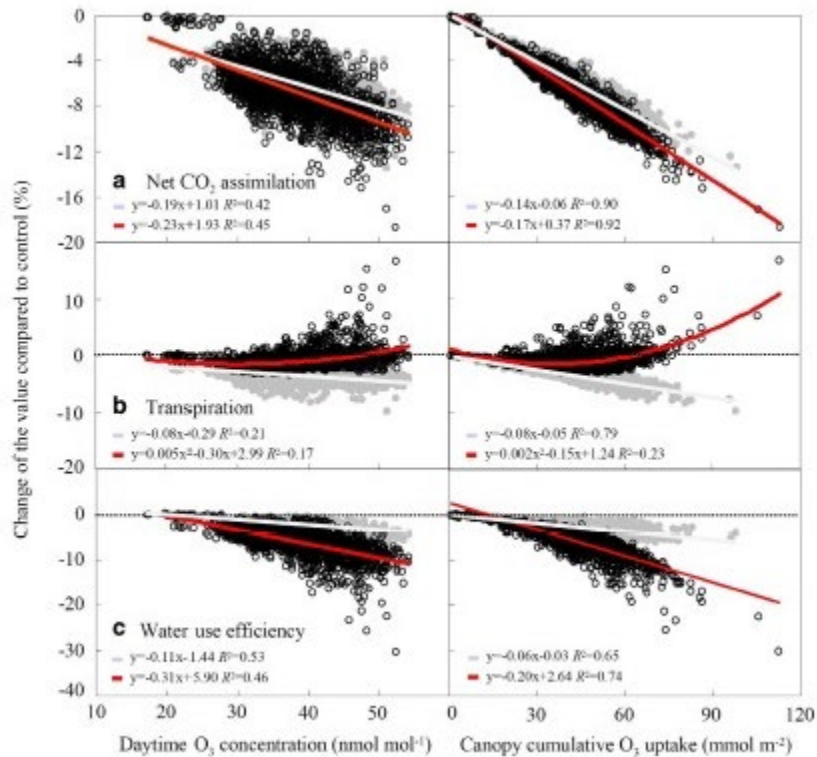 Change of the value compared to control (%)
0
-4
-8
-12
-16
-20
a Net CO₂ assimilation
y=-0.19x+1.01 R²=0.42
y=-0.23x+1.93 R²=0.45
y=-0.14x-0.06 R²=0.90
y=-0.17x+0.37 R²=0.92
10
0
-10
-20
b Transpiration
y=-0.08x-0.29 R²=0.21
y=0.005x²-0.30x+2.99 R²=0.17
y=-0.08x-0.05 R²=0.79
y=0.002x²-0.15x+1.24 R²=0.23
0
-10
-20
-30
-40
c Water use efficiency
y=-0.11x-1.44 R²=0.53
y=-0.31x+5.90 R²=0.46
y=-0.06x-0.03 R²=0.65
y=-0.20x+2.64 R²=0.74
10 20 30 40 50 0 30 60 90 120
Daytime O₃ concentration (nmol mol⁻¹)
Canopy cumulative O₃ uptake (mmol m⁻²)